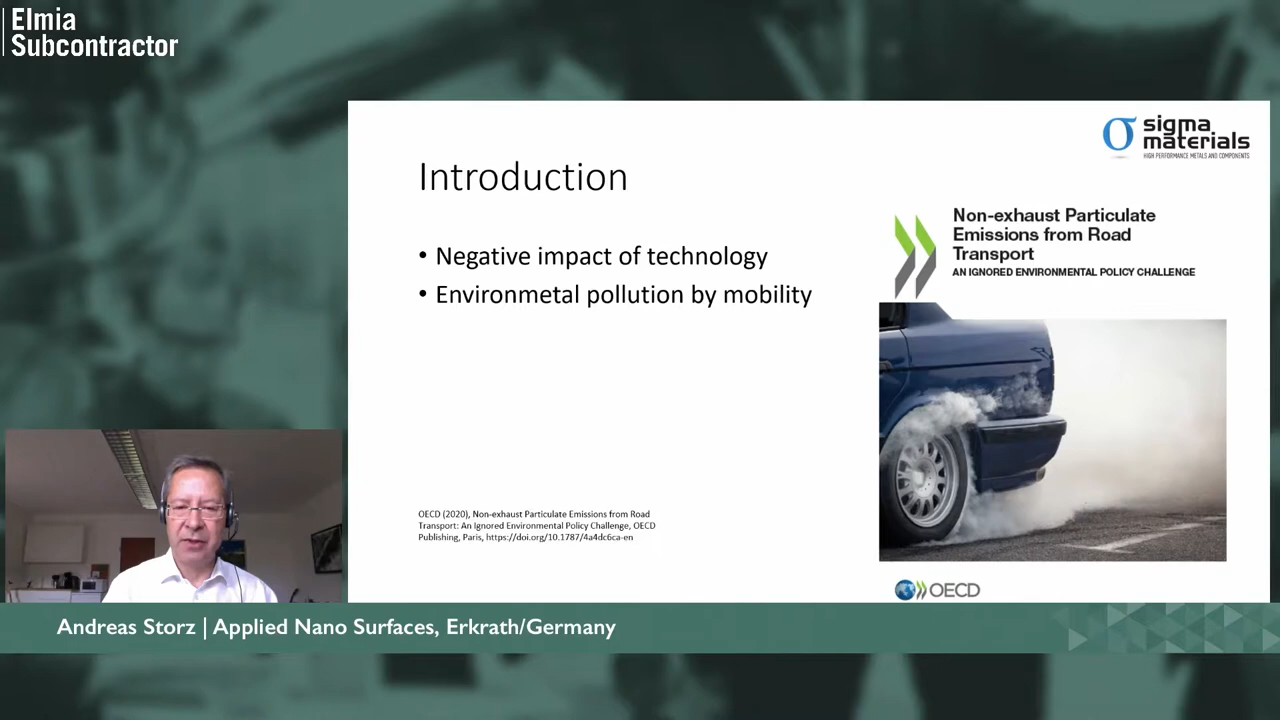 Elmia
Subcontractor
sigma
materials
HIGH PERFORMANCE METALS AND COMPONENTS
Introduction
• Negative impact of technology
• Environmetal pollution by mobility
Non-exhaust Particulate
Emissions from Road
Transport
AN IGNORED ENVIRONMENTAL POLICY CHALLENGE
OECD (2020), Non-exhaust Particulate Emissions from Road
Transport: An Ignored Environmental Policy Challenge, OECD
Publishing, Paris, https://doi.org/10.1787/4a4dc6ca-en
OECD
Andreas Storz | Applied Nano Surfaces, Erkrath/Germany